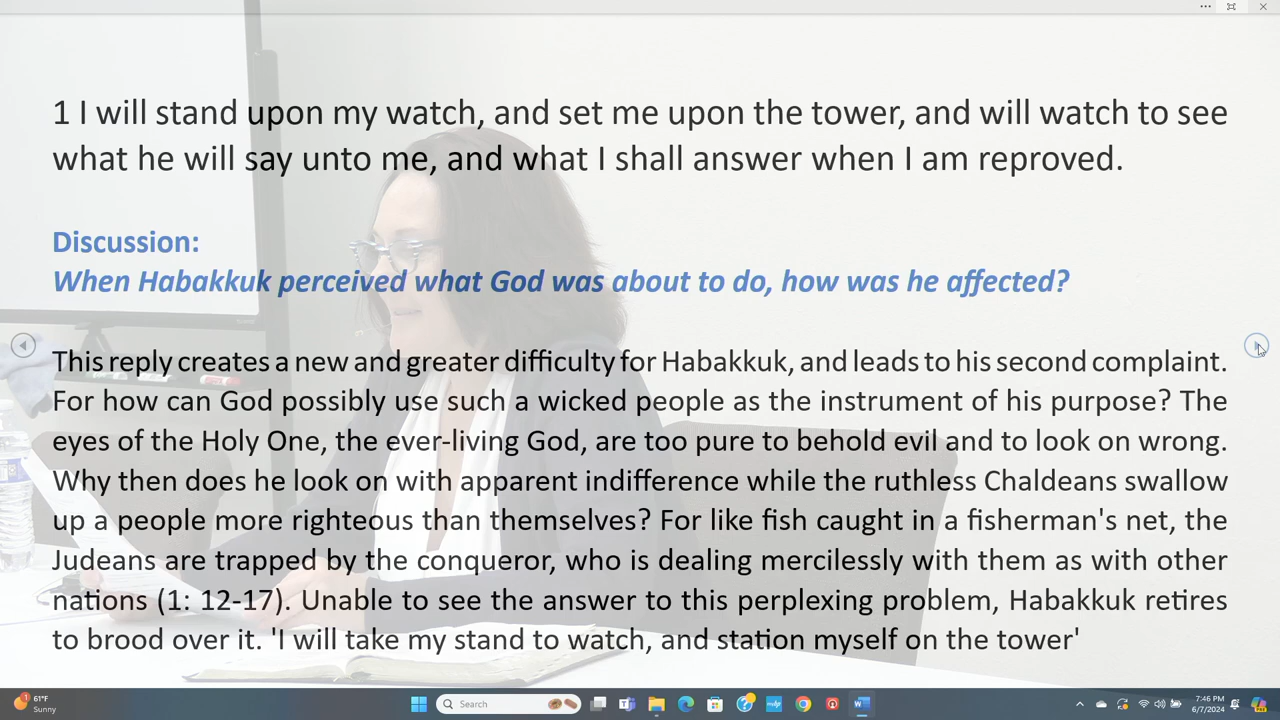 1 I will stand upon my watch, and set me upon the tower, and will watch to see
what he will say unto me, and what I shall answer when I am reproved.
Discussion:
When Habakkuk perceived what God was about to do, how was he affected?
This reply creates a new and greater difficulty for Habakkuk, and leads to his second complaint.
For how can God possibly use such a wicked people as the instrument of his purpose? The
eyes of the Holy One, the ever-living God, are too pure to behold evil and to look on wrong.
Why then does he look on with apparent indifference while the ruthless Chaldeans swallow
up a people more righteous than themselves? For like fish caught in a fisherman's net, the
Judeans are trapped by the conqueror, who is dealing mercilessly with them as with other
nations (1: 12-17). Unable to see the answer to this perplexing problem, Habakkuk retires
to brood over it. 'I will take my stand to watch, and station myself on the tower'
1
61°F
Sunny
Search
7:46 PM
6/7/2024